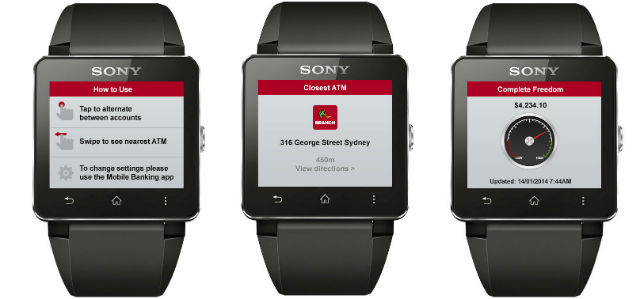 SONY
How to Use
Tap to alternate
between accounts
Swipe to see nearest ATM
To change settings please
use the Mobile Banking app
SONY
Closest ATM
BRANCH
316 George Street Sydney
450m
View directions >
SONY
Complete Freedom
$4,234.10
Updated: 14/01/2014 7:44AM